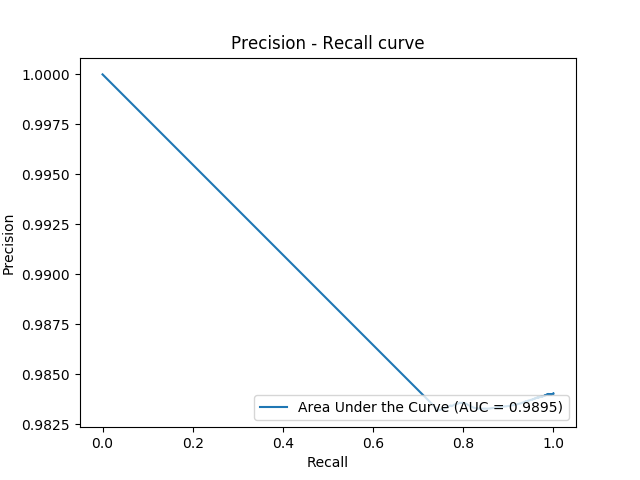 Precision - Recall curve
1.0000
0.9975
0.9950
0.9925
0.9900
0.9875
0.9850
0.9825
Precision
Area Under the Curve (AUC = 0.9895)
0.0 0.2 0.4 0.6 0.8 1.0
Recall